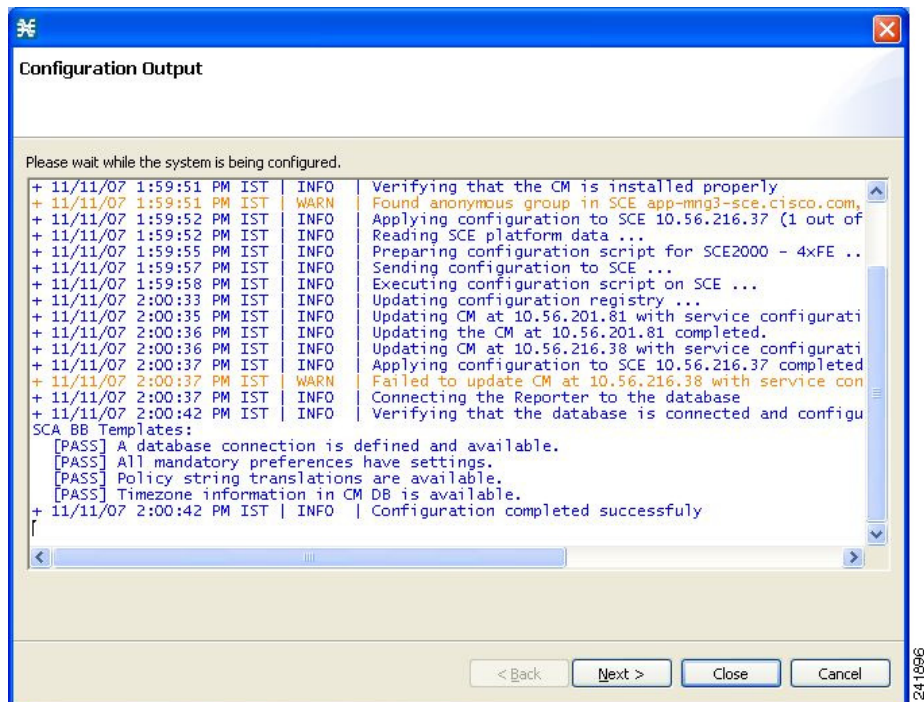 Configuration Output
Please wait while the system is being configured.
+ 11/11/07 1:59:51 PM IST | INFO | Verifying that the CM is installed properly
+ 11/11/07 1:59:51 PM IST | WARN | Found anonymous group in SCE app-mng3-sce.cisco.com,
+ 11/11/07 1:59:52 PM IST | INFO | Applying configuration to SCE 10.56.216.37 (1 out of
+ 11/11/07 1:59:52 PM IST | INFO | Reading SCE platform data ...
+ 11/11/07 1:59:55 PM IST | INFO | Preparing configuration script for SCE2000 - 4xFE ..
+ 11/11/07 1:59:57 PM IST | INFO | Sending configuration to SCE ...
+ 11/11/07 1:59:58 PM IST | INFO | Executing configuration script on SCE ...
+ 11/11/07 2:00:33 PM IST | INFO | Updating configuration registry ...
+ 11/11/07 2:00:35 PM IST | INFO | Updating CM at 10.56.201.81 with service configurati
+ 11/11/07 2:00:36 PM IST | INFO | Updating the CM at 10.56.201.81 completed.
+ 11/11/07 2:00:36 PM IST | INFO | Updating CM at 10.56.216.38 with service configurati
+ 11/11/07 2:00:37 PM IST | INFO | Applying configuration to SCE 10.56.216.37 completed
+ 11/11/07 2:00:37 PM IST | WARN | Failed to update CM at 10.56.216.38 with service con
+ 11/11/07 2:00:37 PM IST | INFO | Connecting the Reporter to the database
+ 11/11/07 2:00:42 PM IST | INFO | Verifying that the database is connected and configu
SCA BB Templates:
[PASS] A database connection is defined and available.
[PASS] All mandatory preferences have settings.
[PASS] Policy string translations are available.
[PASS] Timezone information in CM DB is available.
+ 11/11/07 2:00:42 PM IST | INFO | Configuration completed successfuly
< Back Next > Close Cancel
241896